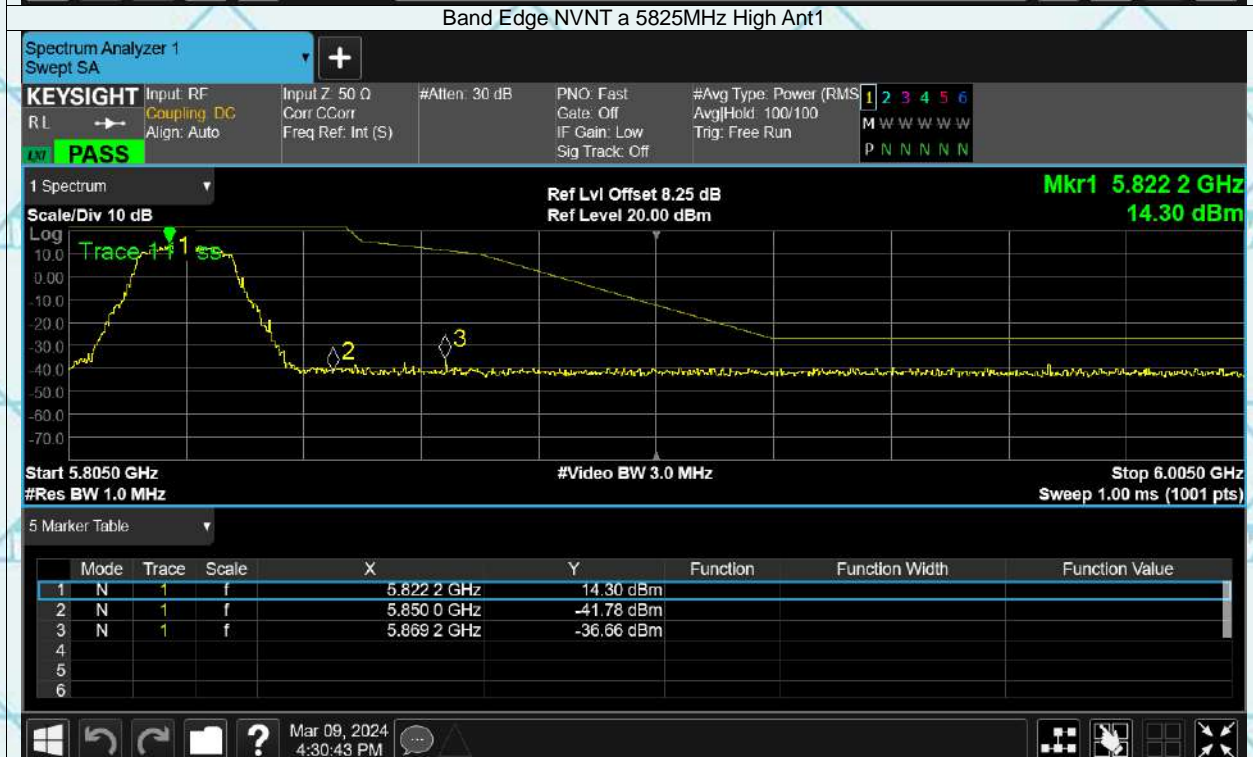 Band Edge NVNT a 5825MHz High Ant1
Spectrum Analyzer 1
Swept SA
KEYSIGHT Input: RF Input Z: 50 Ω #Atten: 30 dB PNO: Fast #Avg Type: Power (RMS 1 2 3 4 5 6
RL Coupling: DC Corr CCorr Gate: Off Avg|Hold: 100/100 M W W W W W
Align: Auto Freq Ref: Int (S) IF Gain: Low Trig: Free Run
LXI PASS Sig Track: Off P N N N N N
1 Spectrum Ref Lvl Offset 8.25 dB Mkr1 5.822 2 GHz
Scale/Div 10 dB Ref Level 20.00 dBm 14.30 dBm
Log
10.0 Trace 1 1 ss
0.00
-10.0
-20.0
-30.0 2 3
-40.0
-50.0
-60.0
-70.0
Start 5.8050 GHz #Video BW 3.0 MHz Stop 6.0050 GHz
#Res BW 1.0 MHz Sweep 1.00 ms (1001 pts)
5 Marker Table
Mode Trace Scale X Y Function Function Width Function Value
1 N 1 f 5.822 2 GHz 14.30 dBm
2 N 1 f 5.850 0 GHz -41.78 dBm
3 N 1 f 5.869 2 GHz -36.66 dBm
4
5
6
? Mar 09, 2024
4:30:43 PM